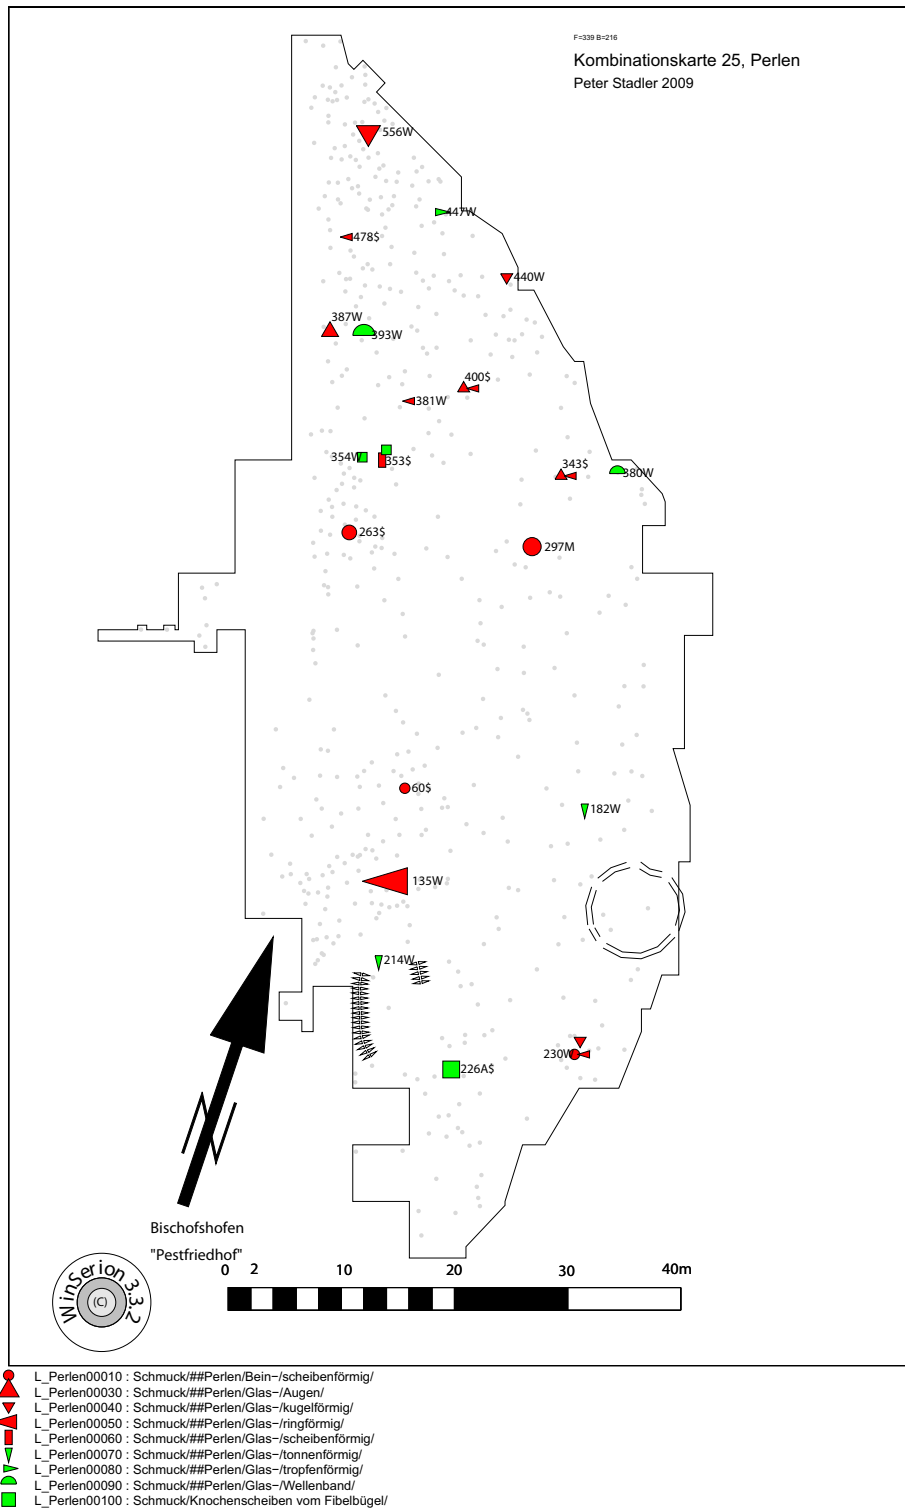 F=339 B=216
Kombinationskarte 25, Perlen
Peter Stadler 2009
556W
447W
478$
440W
387W
393W
400$
381W
354W
353$
343$
380W
263$
297M
60$
182W
135W
214W
230W
226A$
Bischofshofen
"Pestfriedhof"
WinSerion 3.3.2
(C)
0 2 10 20 30 40m
L_Perlen00010 : Schmuck/##Perlen/Bein−/scheibenförmig/
L_Perlen00030 : Schmuck/##Perlen/Glas−/Augen/
L_Perlen00040 : Schmuck/##Perlen/Glas−/kugelförmig/
L_Perlen00050 : Schmuck/##Perlen/Glas−/ringförmig/
L_Perlen00060 : Schmuck/##Perlen/Glas−/scheibenförmig/
L_Perlen00070 : Schmuck/##Perlen/Glas−/tonnenförmig/
L_Perlen00080 : Schmuck/##Perlen/Glas−/tropfenförmig/
L_Perlen00090 : Schmuck/##Perlen/Glas−/Wellenband/
L_Perlen00100 : Schmuck/Knochenscheiben vom Fibelbügel/